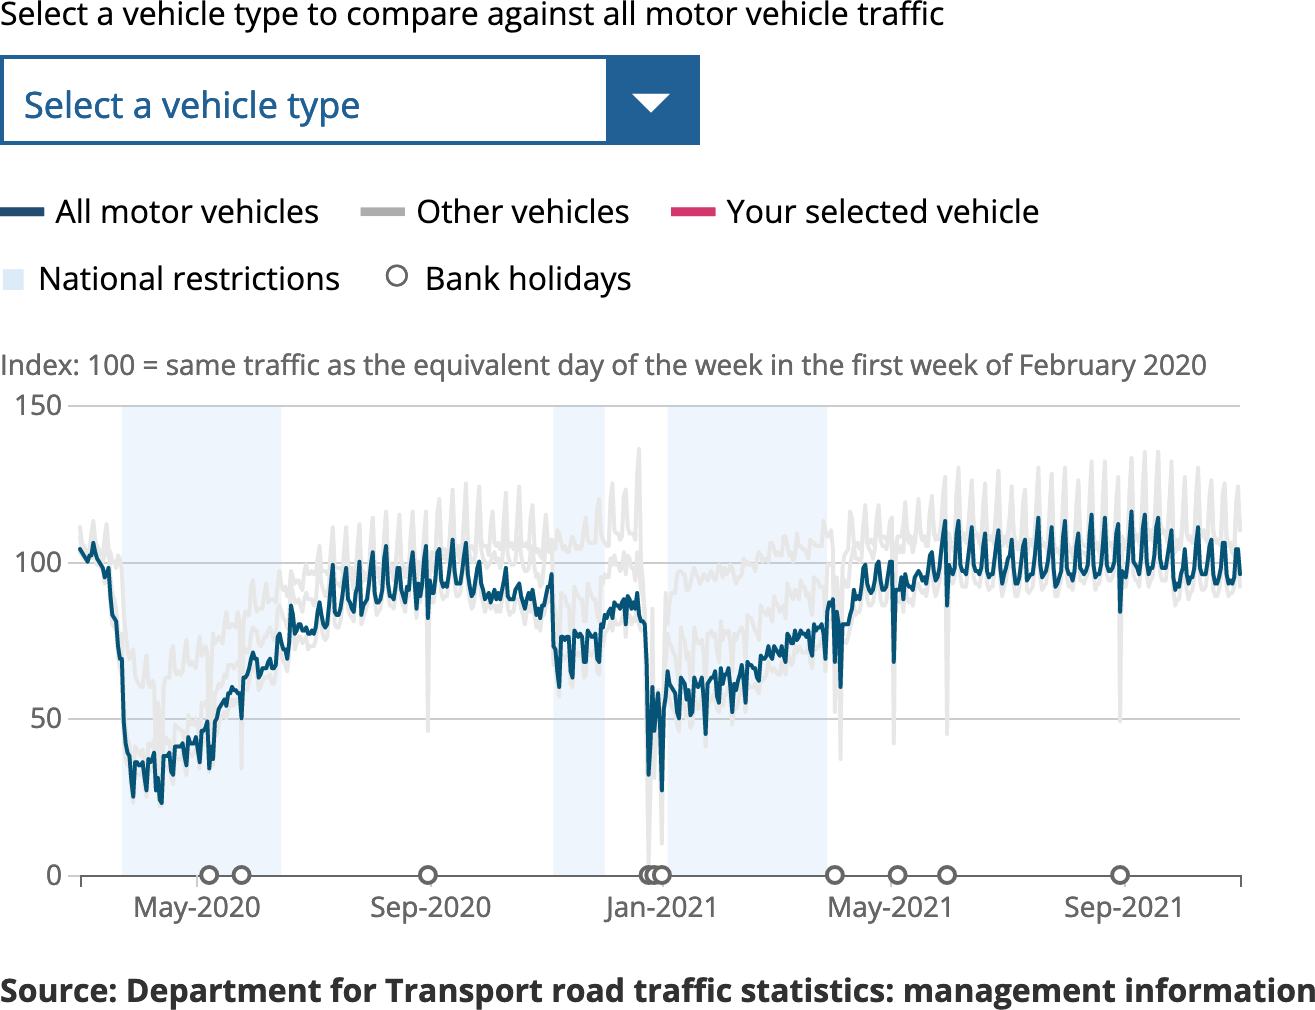 Select a vehicle type to compare against all motor vehicle traffic
Select a vehicle type
All motor vehicles Other vehicles Your selected vehicle
National restrictions Bank holidays
Index: 100 = same traffic as the equivalent day of the week in the first week of February 2020
150
100
50
0
May-2020 Sep-2020 Jan-2021 May-2021 Sep-2021
Source: Department for Transport road traffic statistics: management information